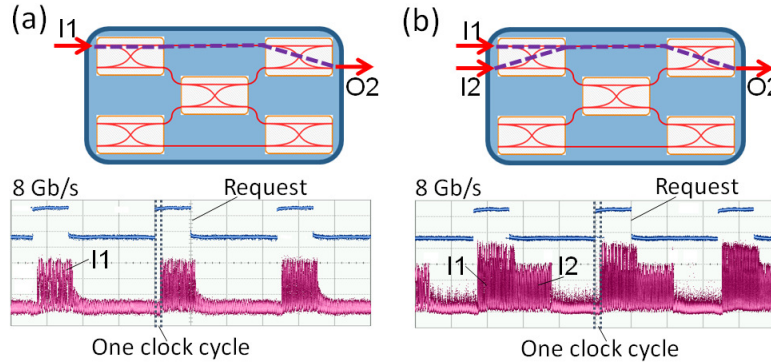 (a)
I1
O2
8 Gb/s
Request
I1
One clock cycle
(b)
I1
I2
O2
8 Gb/s
Request
I1
I2
One clock cycle